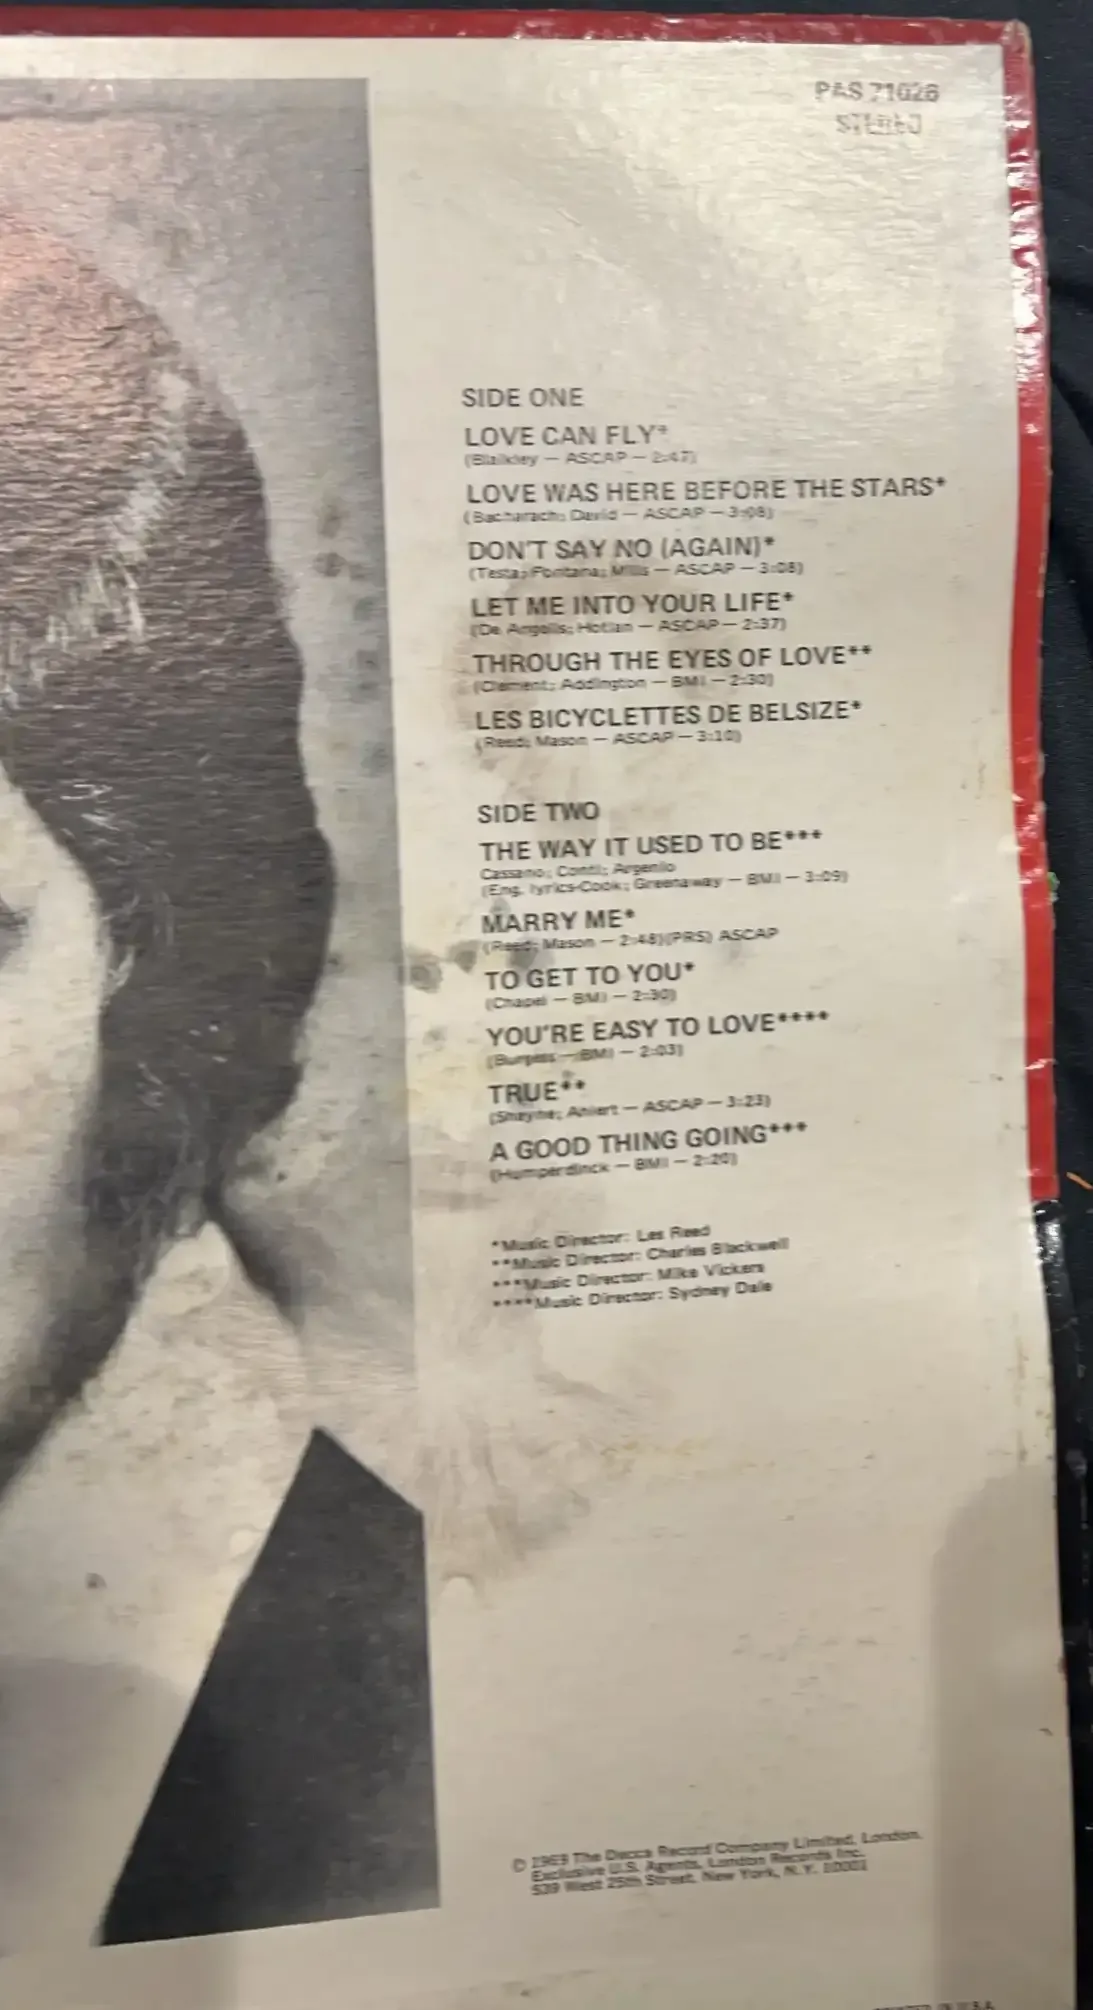 PAS 71026
STEREO
SIDE ONE
LOVE CAN FLY*
(Blaikley — ASCAP — 2:47)
LOVE WAS HERE BEFORE THE STARS*
(Bacharach; David — ASCAP — 3:08)
DON'T SAY NO (AGAIN)*
(Testa; Fontana; Mills — ASCAP — 3:08)
LET ME INTO YOUR LIFE*
(De Angelis; — ASCAP — 2:37)
THROUGH THE EYES OF LOVE**
(Clement; Addington — BMI — 2:30)
LES BICYCLETTES DE BELSIZE*
(Reed; Mason — ASCAP — 3:10)
SIDE TWO
THE WAY IT USED TO BE***
Cassano; Conti; Argenio
(Eng. lyrics-Cook; Greenaway — BMI — 3:09)
MARRY ME*
(Reed; Mason — 2:48)(PRS) ASCAP
TO GET TO YOU*
(Chapel — BMI — 2:30)
YOU'RE EASY TO LOVE****
(Burgess — BMI — 2:03)
TRUE**
(Shayne; — ASCAP — 3:23)
A GOOD THING GOING***
(Humperdinck — BMI — 2:20)
*Music Director: Les Reed
**Music Director: Charles Blackwell
***Music Director: Mike Vickers
****Music Director: Sydney Dale
© 1969 The Decca Record Company Limited, London.
Exclusive U.S. Agents, London Records Inc.
539 West 25th Street, New York, N. Y. 10001
PRINTED IN U.S.A.